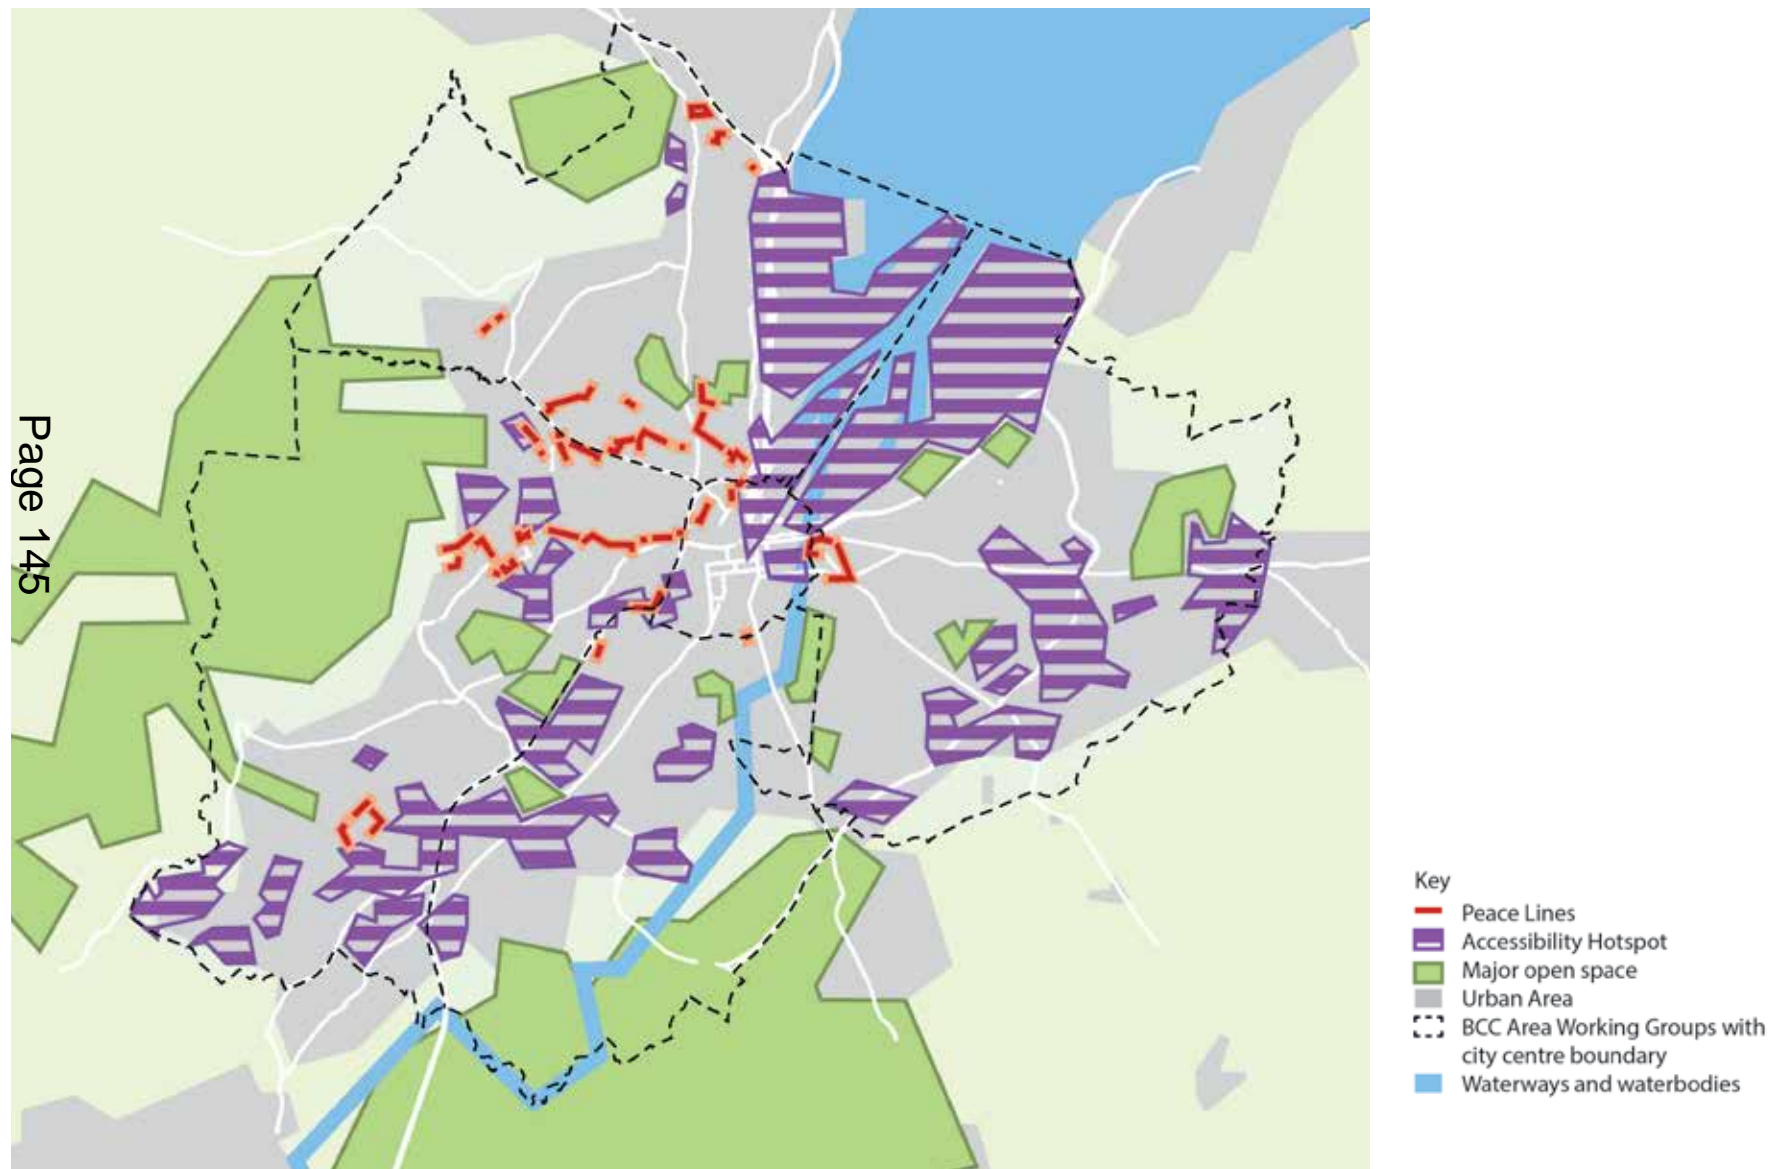 Page 145
Key
Peace Lines
Accessibility Hotspot
Major open space
Urban Area
BCC Area Working Groups with
city centre boundary
Waterways and waterbodies